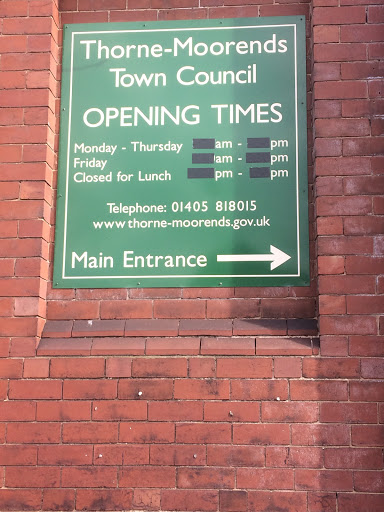 Thorne-Moorends
Town Council
OPENING TIMES
Monday - Thursday am - pm
Friday am - pm
Closed for Lunch pm - pm
Telephone: 01405 818015
www.thorne-moorends.gov.uk
Main Entrance